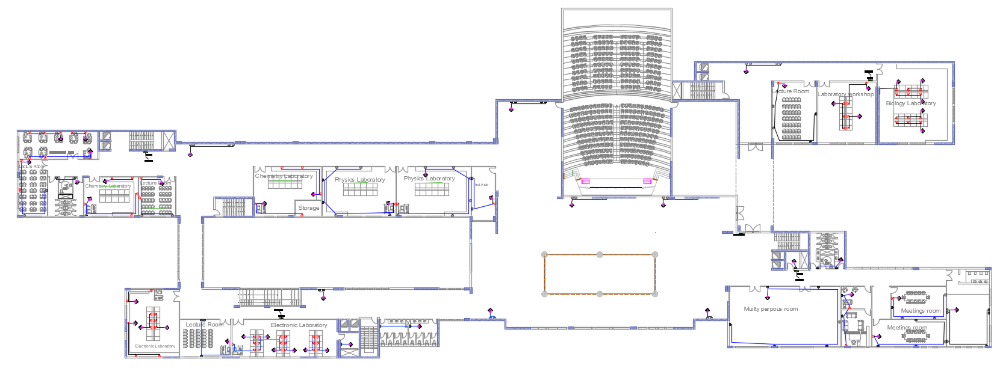 Lecture Room
Laboratory workshop
Biology Laboratory
Lecture Room
Chemistry Laboratory
Lecture Room
Chemistry Laboratory
Physics Laboratory
Physics Laboratory
Storage
Electronic Laboratory
Lecture Room
Electronic Laboratory
Muilty perpous room
Meetings room
Meetings room